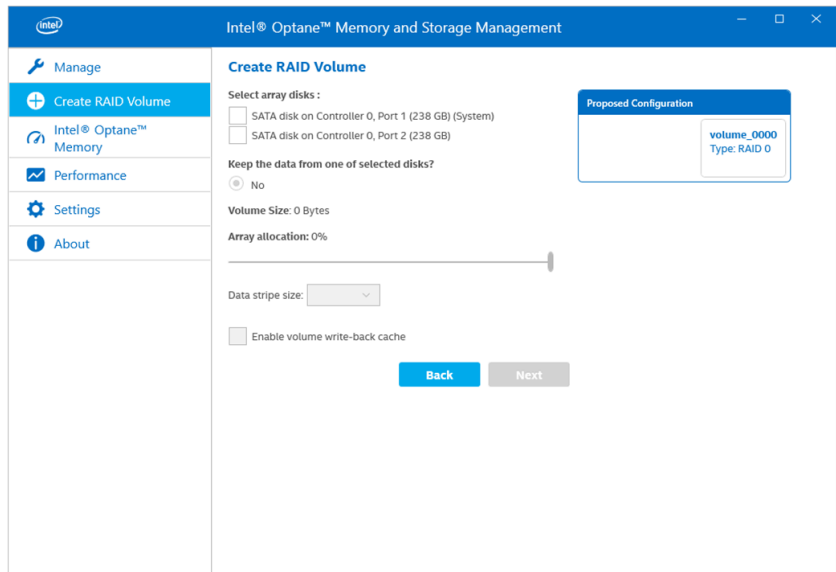 intel
Intel® Optane™ Memory and Storage Management
Manage
Create RAID Volume
Intel® Optane™
Memory
Performance
Settings
About
Create RAID Volume
Select array disks :
SATA disk on Controller 0, Port 1 (238 GB) (System)
SATA disk on Controller 0, Port 2 (238 GB)
Keep the data from one of selected disks?
No
Volume Size: 0 Bytes
Array allocation: 0%
Data stripe size:
Enable volume write-back cache
Back
Next
Proposed Configuration
volume_0000
Type: RAID 0